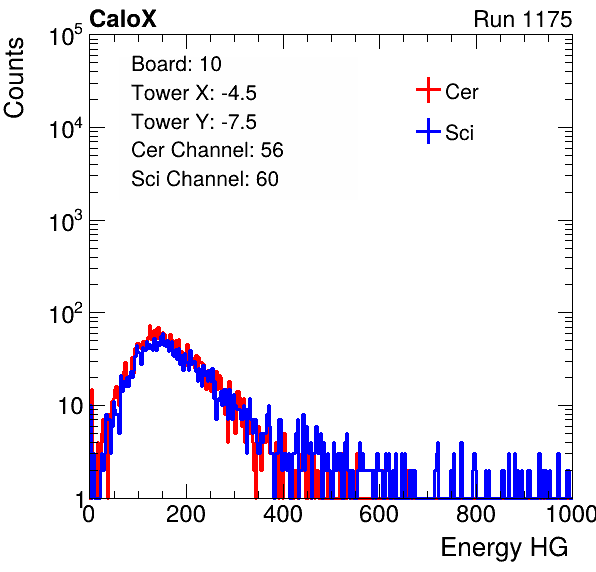 CaloX Run 1175
Counts
10^5
10^4
10^3
10^2
10
1
Board: 10
Tower X: -4.5
Tower Y: -7.5
Cer Channel: 56
Sci Channel: 60
Cer
Sci
0 200 400 600 800 1000
Energy HG